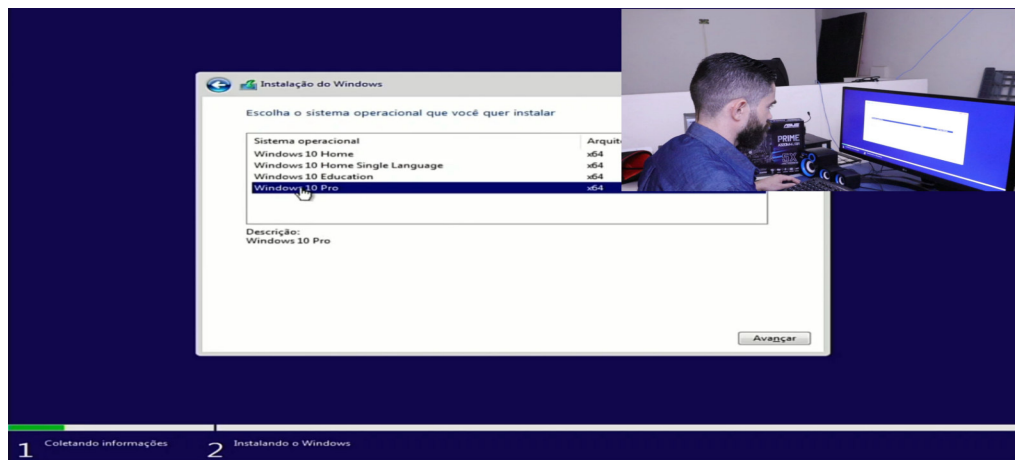 Instalação do Windows
Escolha o sistema operacional que você quer instalar
Sistema operacional Arquit
Windows 10 Home x64
Windows 10 Home Single Language x64
Windows 10 Education x64
Windows 10 Pro x64
Descrição:
Windows 10 Pro
Avançar
ASUS
PRIME
1 Coletando informações 2 Instalando o Windows